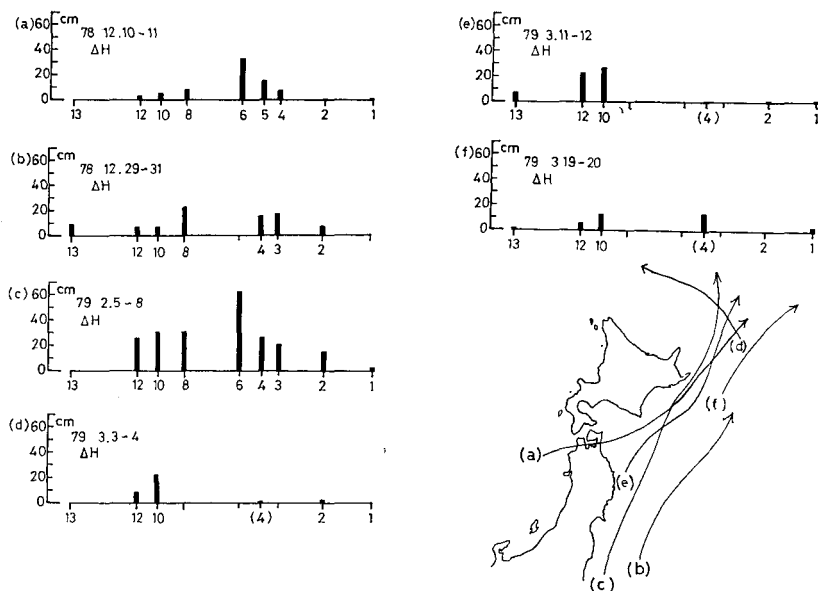 (a) 60 cm
78 12.10~11
ΔH
40
20
0
13 12 10 8 6 5 4 2 1
(b) 60 cm
78 12.29~31
ΔH
40
20
0
13 12 10 8 4 3 2 1
(c) 60 cm
79 2.5~8
ΔH
40
20
0
13 12 10 8 6 4 3 2 1
(d) 60 cm
79 3.3~4
ΔH
40
20
0
13 12 10 (4) 2 1
(e) 60 cm
79 3.11~12
ΔH
40
20
0
13 12 10 (4) 2 1
(f) 60 cm
79 3 19~20
ΔH
40
20
0
13 12 10 (4) 2 1
(d)
(f)
(a)
(e)
(c)
(b)